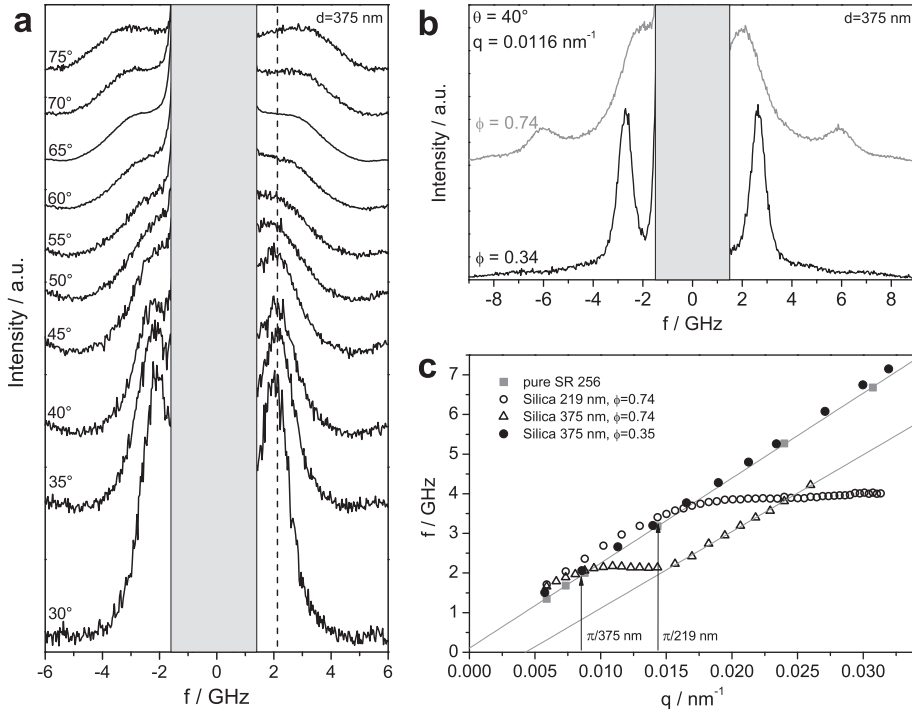 a
d=375 nm
75°
70°
65°
60°
55°
50°
45°
40°
35°
30°
Intensity / a.u.
-6 -4 -2 0 2 4 6
f / GHz
b
θ = 40°
q = 0.0116 nm-1
d=375 nm
ϕ = 0.74
ϕ = 0.34
Intensity / a.u.
-8 -6 -4 -2 0 2 4 6 8
f / GHz
c
pure SR 256
Silica 219 nm, ϕ=0.74
Silica 375 nm, ϕ=0.74
Silica 375 nm, ϕ=0.35
7
6
5
4
3
2
1
0
f / GHz
π/375 nm
π/219 nm
0.000 0.005 0.010 0.015 0.020 0.025 0.030
q / nm-1